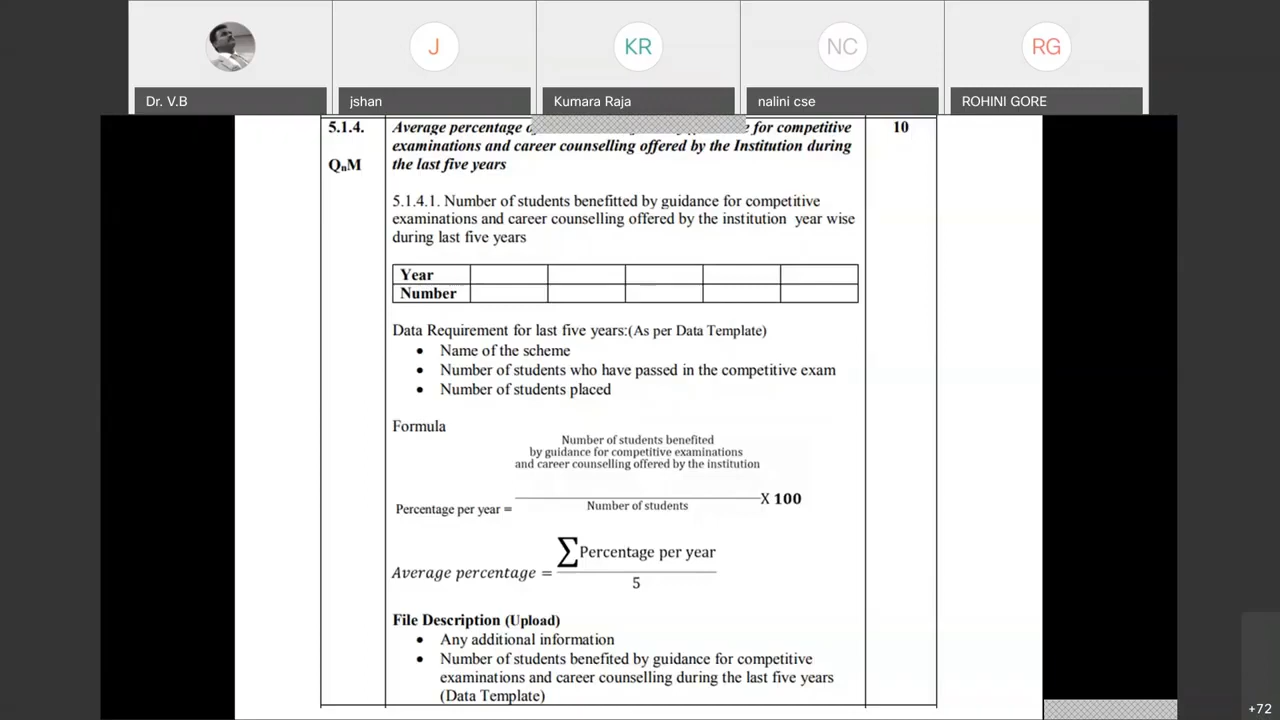 J
KR
NC
RG
Dr. V.B
jshan
Kumara Raja
nalini cse
ROHINI GORE
5.1.4.
QnM
Average percentage for competitive
examinations and career counselling offered by the Institution during
the last five years
10
5.1.4.1. Number of students benefitted by guidance for competitive
examinations and career counselling offered by the institution year wise
during last five years
Year
Number
Data Requirement for last five years:(As per Data Template)
• Name of the scheme
• Number of students who have passed in the competitive exam
• Number of students placed
Formula
Number of students benefited
by guidance for competitive examinations
and career counselling offered by the institution
Percentage per year =
Number of students
X 100
Average percentage =
∑Percentage per year
5
File Description (Upload)
• Any additional information
• Number of students benefited by guidance for competitive
examinations and career counselling during the last five years
(Data Template)
+72